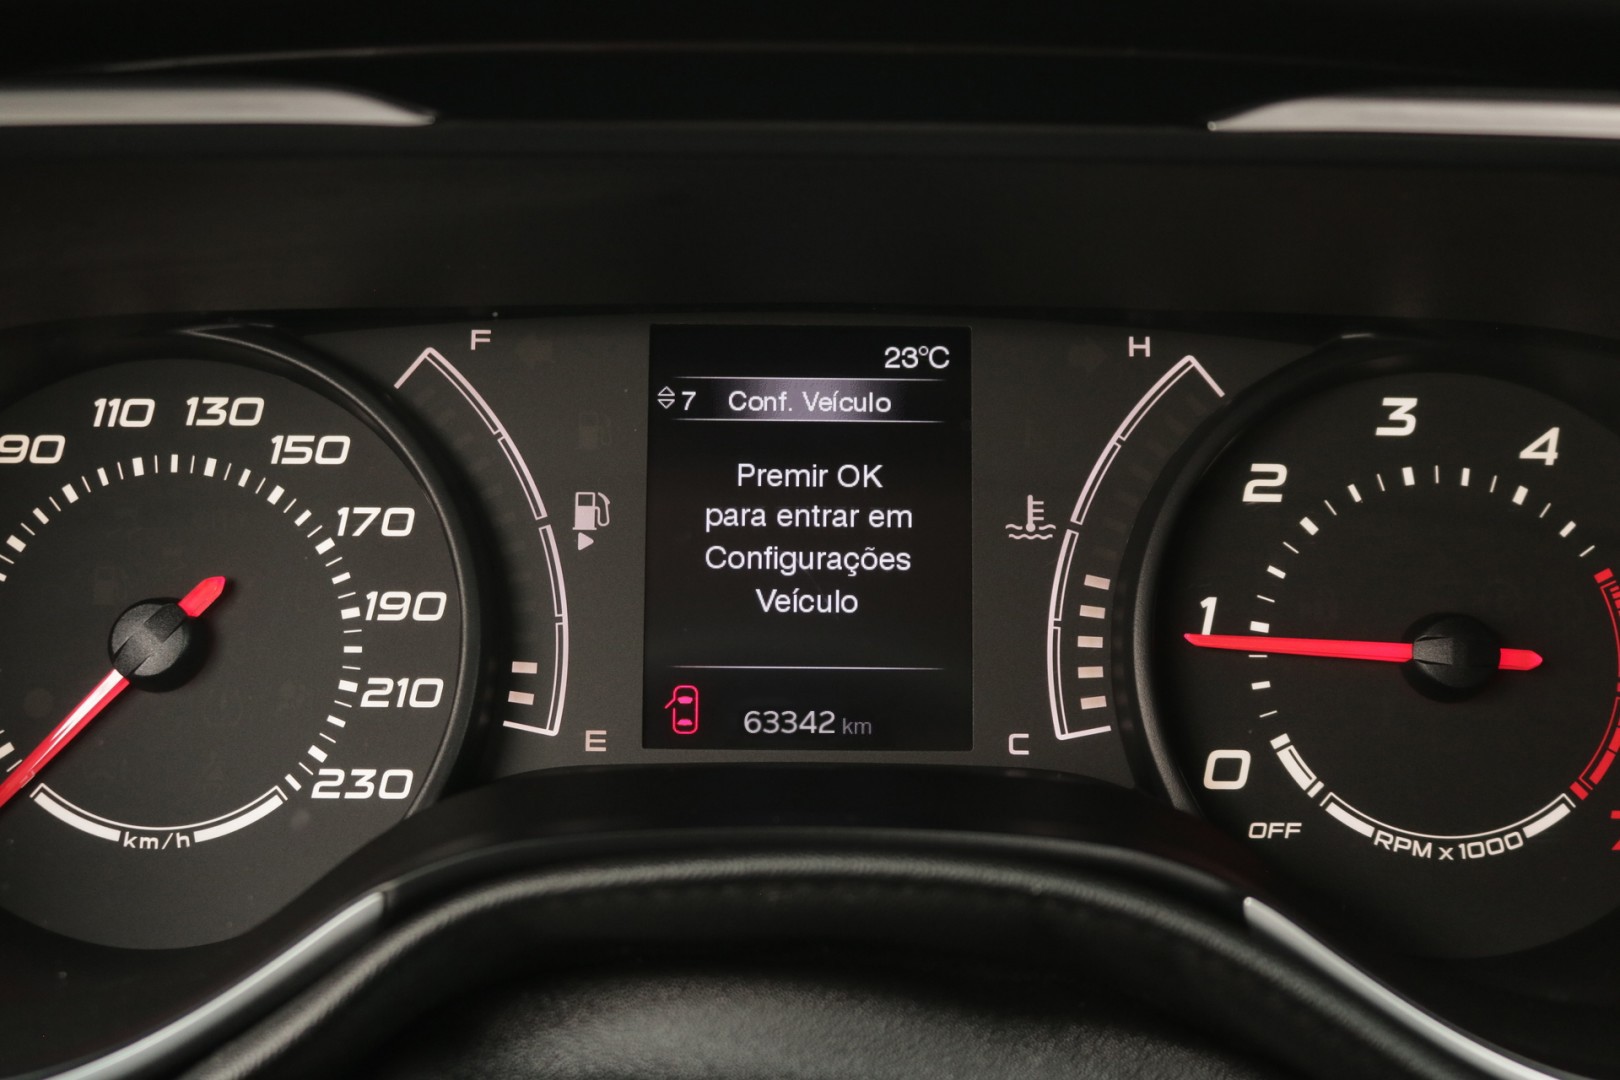 90
110
130
150
170
190
210
230
km/h
F
E
23°C
7 Conf. Veículo
Premir OK
para entrar em
Configurações
Veículo
63342 km
H
C
OFF
0
1
2
3
4
RPM x 1000